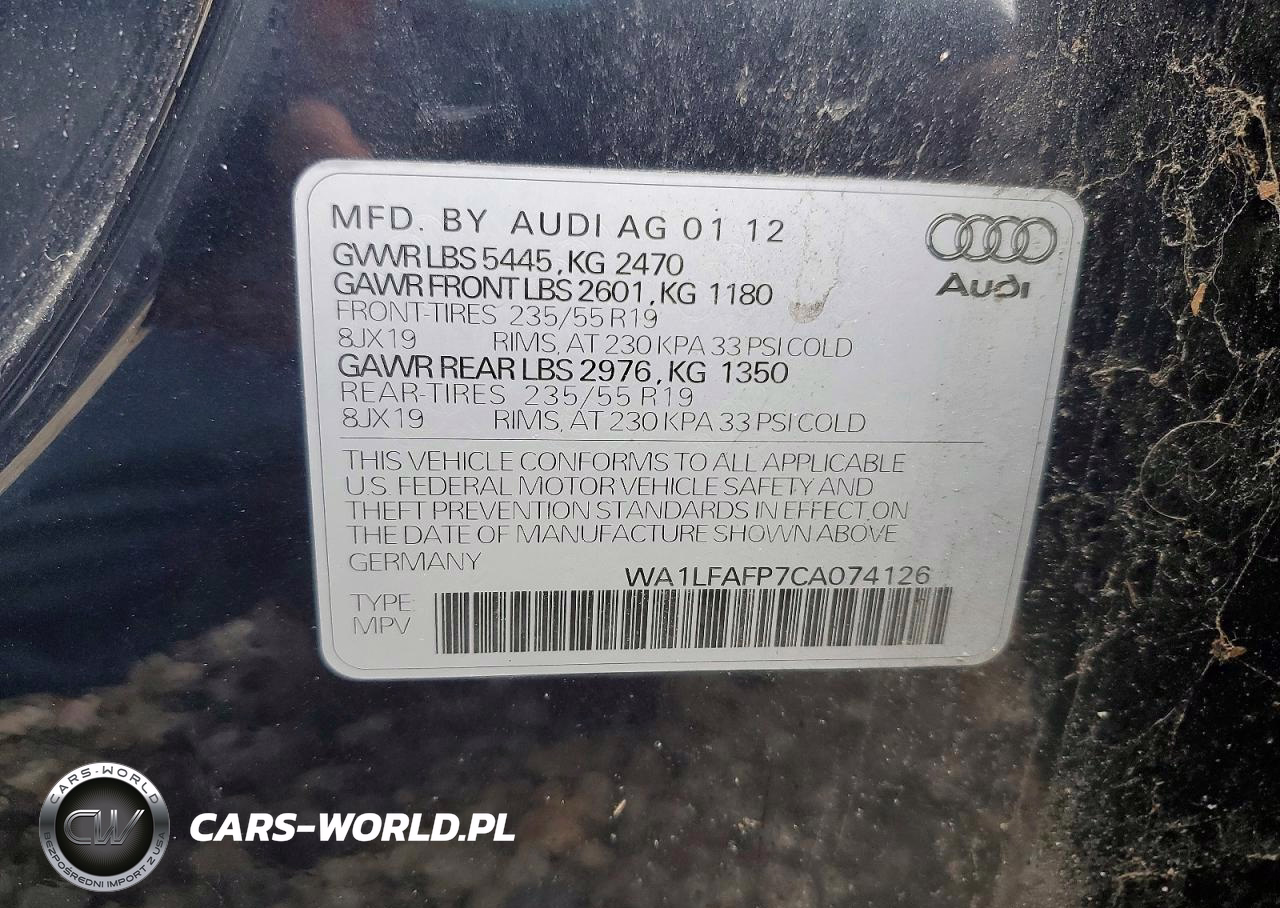 MFD. BY AUDI AG 01 12
GVWR LBS 5445, KG 2470
GAWR FRONT LBS 2601, KG 1180
FRONT-TIRES 235/55 R19
8JX19 RIMS, AT 230 KPA 33 PSI COLD
GAWR REAR LBS 2976, KG 1350
REAR-TIRES 235/55 R19
8JX19 RIMS, AT 230 KPA 33 PSI COLD
Audi
THIS VEHICLE CONFORMS TO ALL APPLICABLE
U.S. FEDERAL MOTOR VEHICLE SAFETY AND
THEFT PREVENTION STANDARDS IN EFFECT ON
THE DATE OF MANUFACTURE SHOWN ABOVE
GERMANY
WA1LFAFP7CA074126
TYPE:
MPV
CARS-WORLD
CW
BEZPOŚREDNI IMPORT Z USA
CARS-WORLD.PL